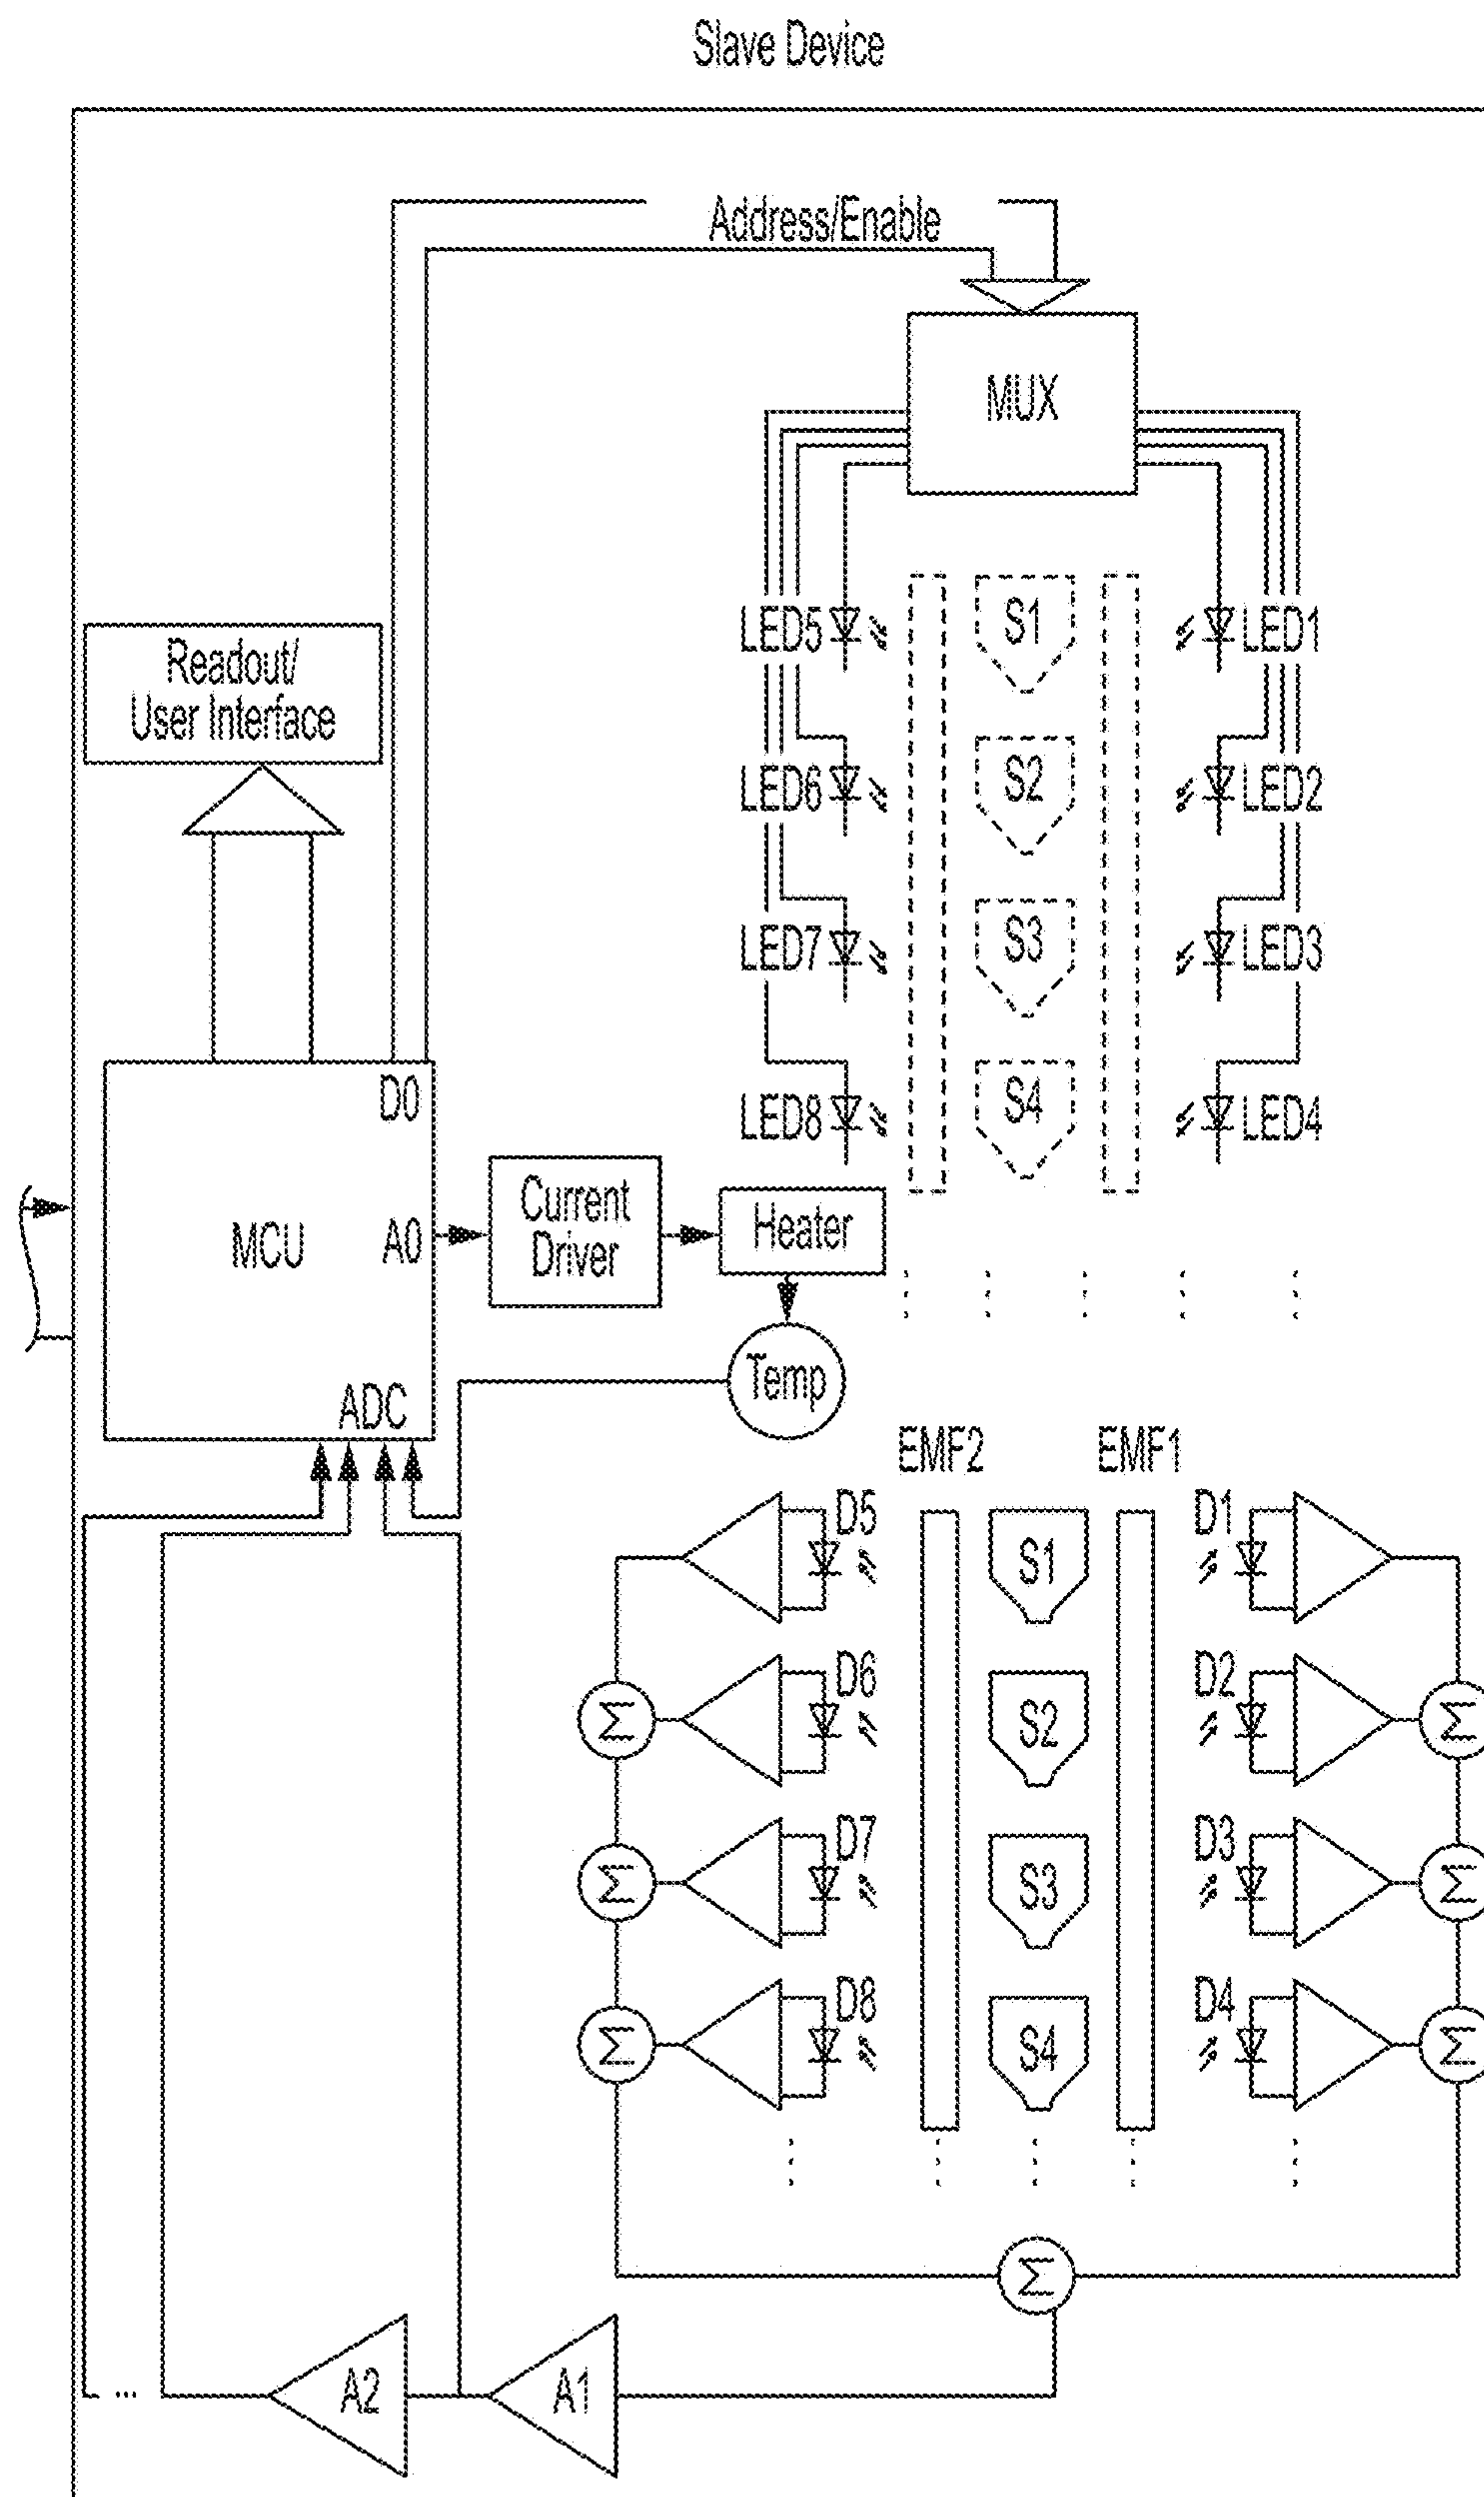 Slave Device
Address/Enable
MUX
LED5
S1
LED1
Readout/
User Interface
LED6
S2
LED2
LED7
S3
LED3
D0
LED8
S4
LED4
Current
Driver
Heater
MCU
A0
Temp
ADC
EMF2
EMF1
D5
D1
S1
D6
D2
Σ
S2
Σ
D7
D3
Σ
S3
Σ
D8
D4
Σ
S4
Σ
Σ
...
A2
A1